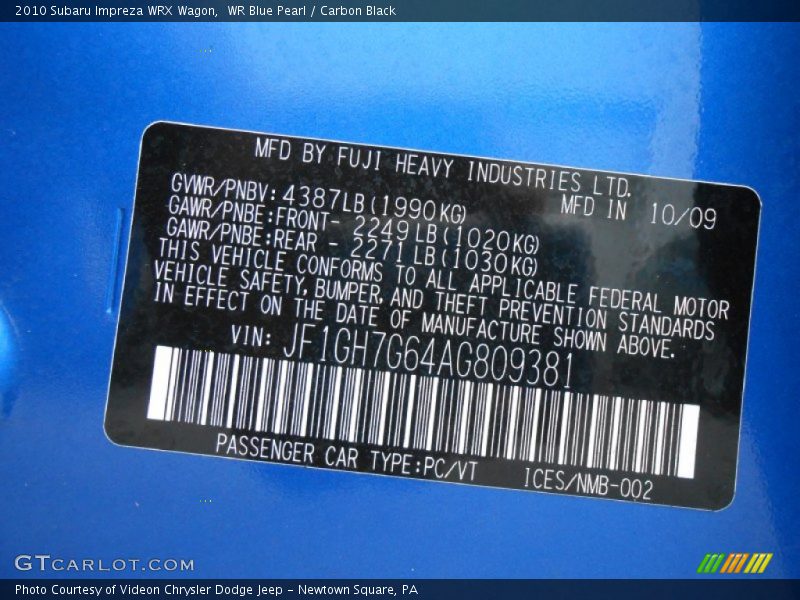 2010 Subaru Impreza WRX Wagon,  WR Blue Pearl / Carbon Black
MFD BY FUJI HEAVY INDUSTRIES LTD.
GVWR/PNBV: 4387LB(1990KG) MFD IN 10/09
GAWR/PNBE:FRONT- 2249LB(1020KG)
GAWR/PNBE:REAR - 2271LB(1030KG)
THIS VEHICLE CONFORMS TO ALL APPLICABLE FEDERAL MOTOR
VEHICLE SAFETY, BUMPER, AND THEFT PREVENTION STANDARDS
IN EFFECT ON THE DATE OF MANUFACTURE SHOWN ABOVE.
VIN: JF1GH7G64AG809381
PASSENGER CAR TYPE:PC/VT ICES/NMB-002
GTCARLOT.COM
Photo Courtesy of Videon Chrysler Dodge Jeep - Newtown Square, PA